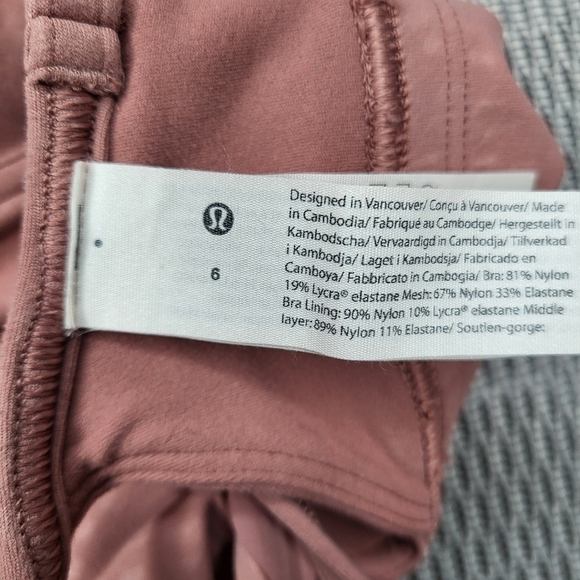 6
Designed in Vancouver/ Conçu à Vancouver/ Made
in Cambodia/ Fabriqué au Cambodge/ Hergestellt in
Kambodscha/ Vervaardigd in Cambodja/ Tillverkad
i Kambodja/ Laget i Kambodsja/ Fabricado en
Camboya/ Fabbricato in Cambogia/ Bra: 81% Nylon
19% Lycra® elastane Mesh: 67% Nylon 33% Elastane
Bra Lining: 90% Nylon 10% Lycra® elastane Middle
layer: 89% Nylon 11% Elastane/ Soutien-gorge: